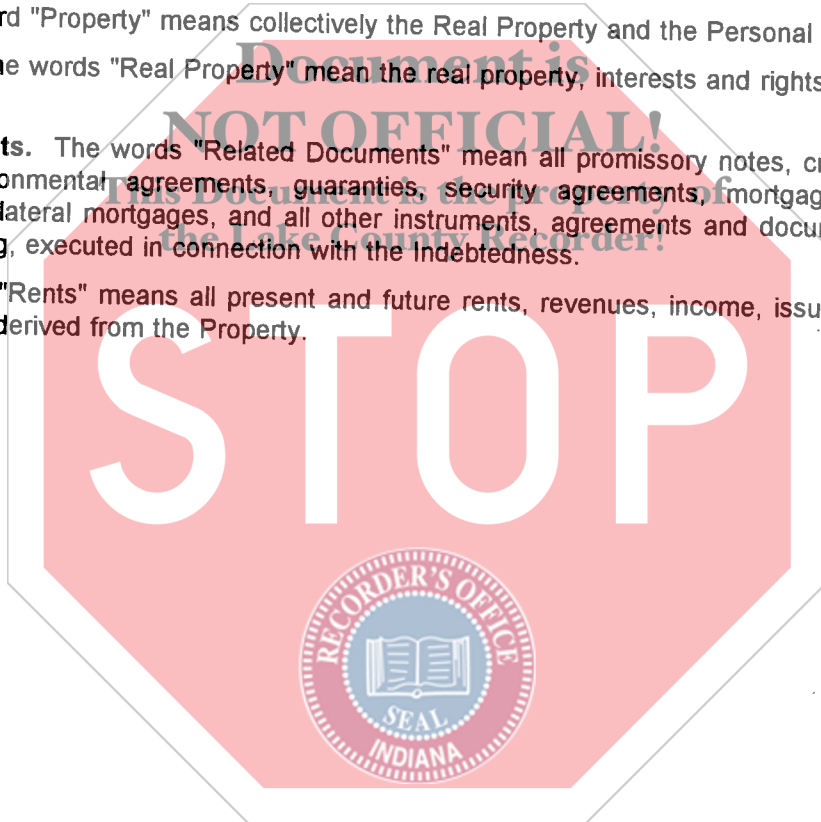 rd "Property" means collectively the Real Property and the Personal
Document is
e words "Real Property" mean the real property, interests and rights
NOT OFFICIAL!
ts. The words "Related Documents" mean all promissory notes, cr
This Document is the property of
onmental agreements, guaranties, security agreements, mortgag
lateral mortgages, and all other instruments, agreements and docu
the Lake County Recorder!
g, executed in connection with the Indebtedness.
"Rents" means all present and future rents, revenues, income, issu
derived from the Property.
STOP
RECORDER'S OFFICE
SEAL
INDIANA